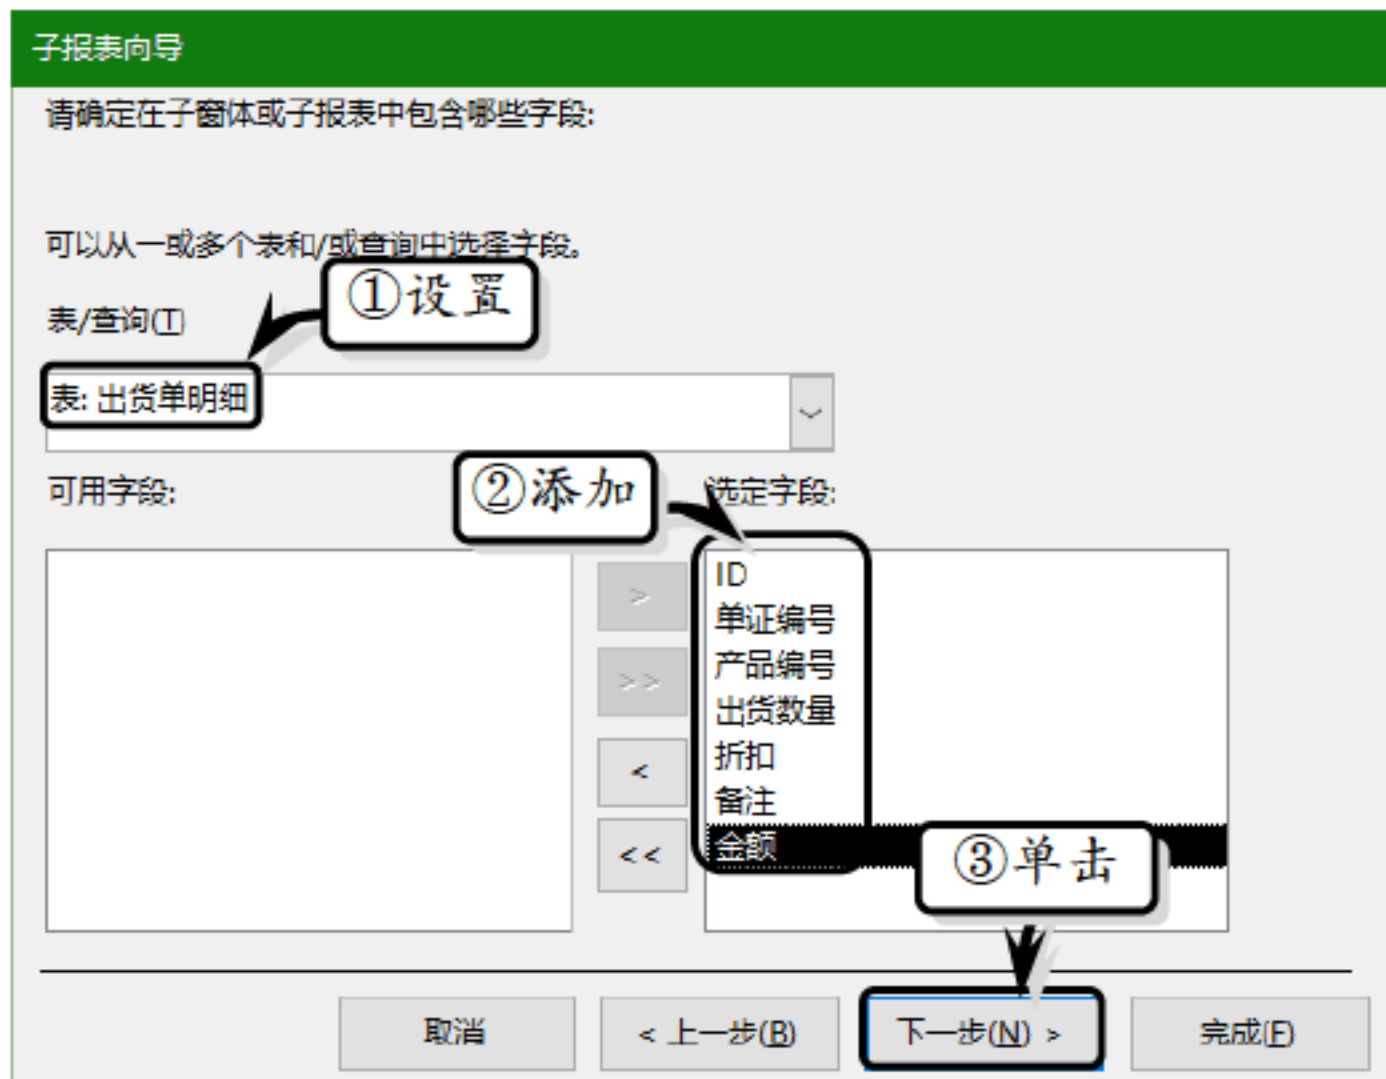 子报表向导
请确定在子窗体或子报表中包含哪些字段:
可以从一或多个表和/或查询中选择字段。
①设置
表/查询(T)
表: 出货单明细
可用字段:
②添加
选定字段:
ID
单证编号
产品编号
出货数量
折扣
备注
金额
>
>>
<
<<
③单击
取消
< 上一步(B)
下一步(N) >
完成(F)